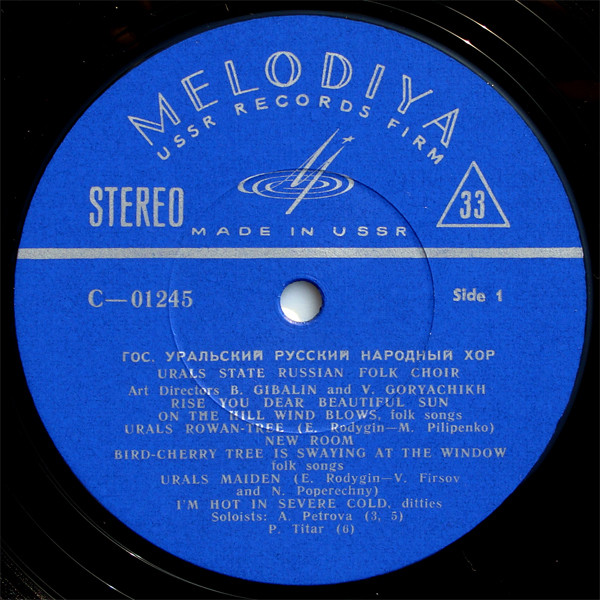 MELODIYA
USSR RECORDS FIRM
STEREO
33
MADE IN USSR
C—01245
Side 1
ГОС. УРАЛЬСКИЙ РУССКИЙ НАРОДНЫЙ ХОР
URALS STATE RUSSIAN FOLK CHOIR
Art Directors B. GIBALIN and V. GORYACHIKH
RISE YOU DEAR BEAUTIFUL SUN
ON THE HILL WIND BLOWS, folk songs
URALS ROWAN-TREE (E. Rodygin—M. Pilipenko)
NEW ROOM
BIRD-CHERRY TREE IS SWAYING AT THE WINDOW
folk songs
URALS MAIDEN (E. Rodygin—V. Firsov
and N. Poperechny)
I'M HOT IN SEVERE COLD, ditties
Soloists: A. Petrova (3, 5)
P. Titar (6)